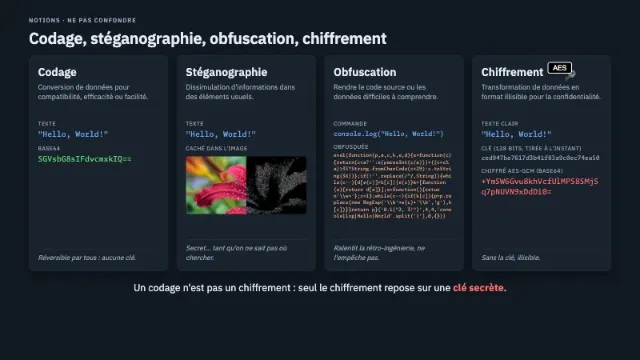 NOTIONS · NE PAS CONFONDRE
Codage, stéganographie, obfuscation, chiffrement
Codage
Conversion de données pour
compatibilité, efficacité ou facilité.
TEXTE
"Hello, World!"
BASE64
SGVsbG8sIFdvcmxkIQ==
Réversible par tous : aucune clé.
Stéganographie
Dissimulation d'informations dans
des éléments usuels.
TEXTE
"Hello, World!"
CACHÉ DANS L'IMAGE
Secret… tant qu'on ne sait pas où
chercher.
Obfuscation
Rendre le code source ou les
données difficiles à comprendre.
COMMANDE
console.log("Hello, World!")
OBFUSQUÉE
Ralentit la rétro-ingénierie, ne
l'empêche pas.
Chiffrement
AES
Transformation de données en
format illisible pour la confidentialité.
TEXTE CLAIR
"Hello, World!"
CLÉ (128 BITS, TIRÉE À L'INSTANT)
CHIFFRÉ AES-GCM (BASE64)
Sans la clé, illisible.
Un codage n'est pas un chiffrement : seul le chiffrement repose sur une clé secrète.